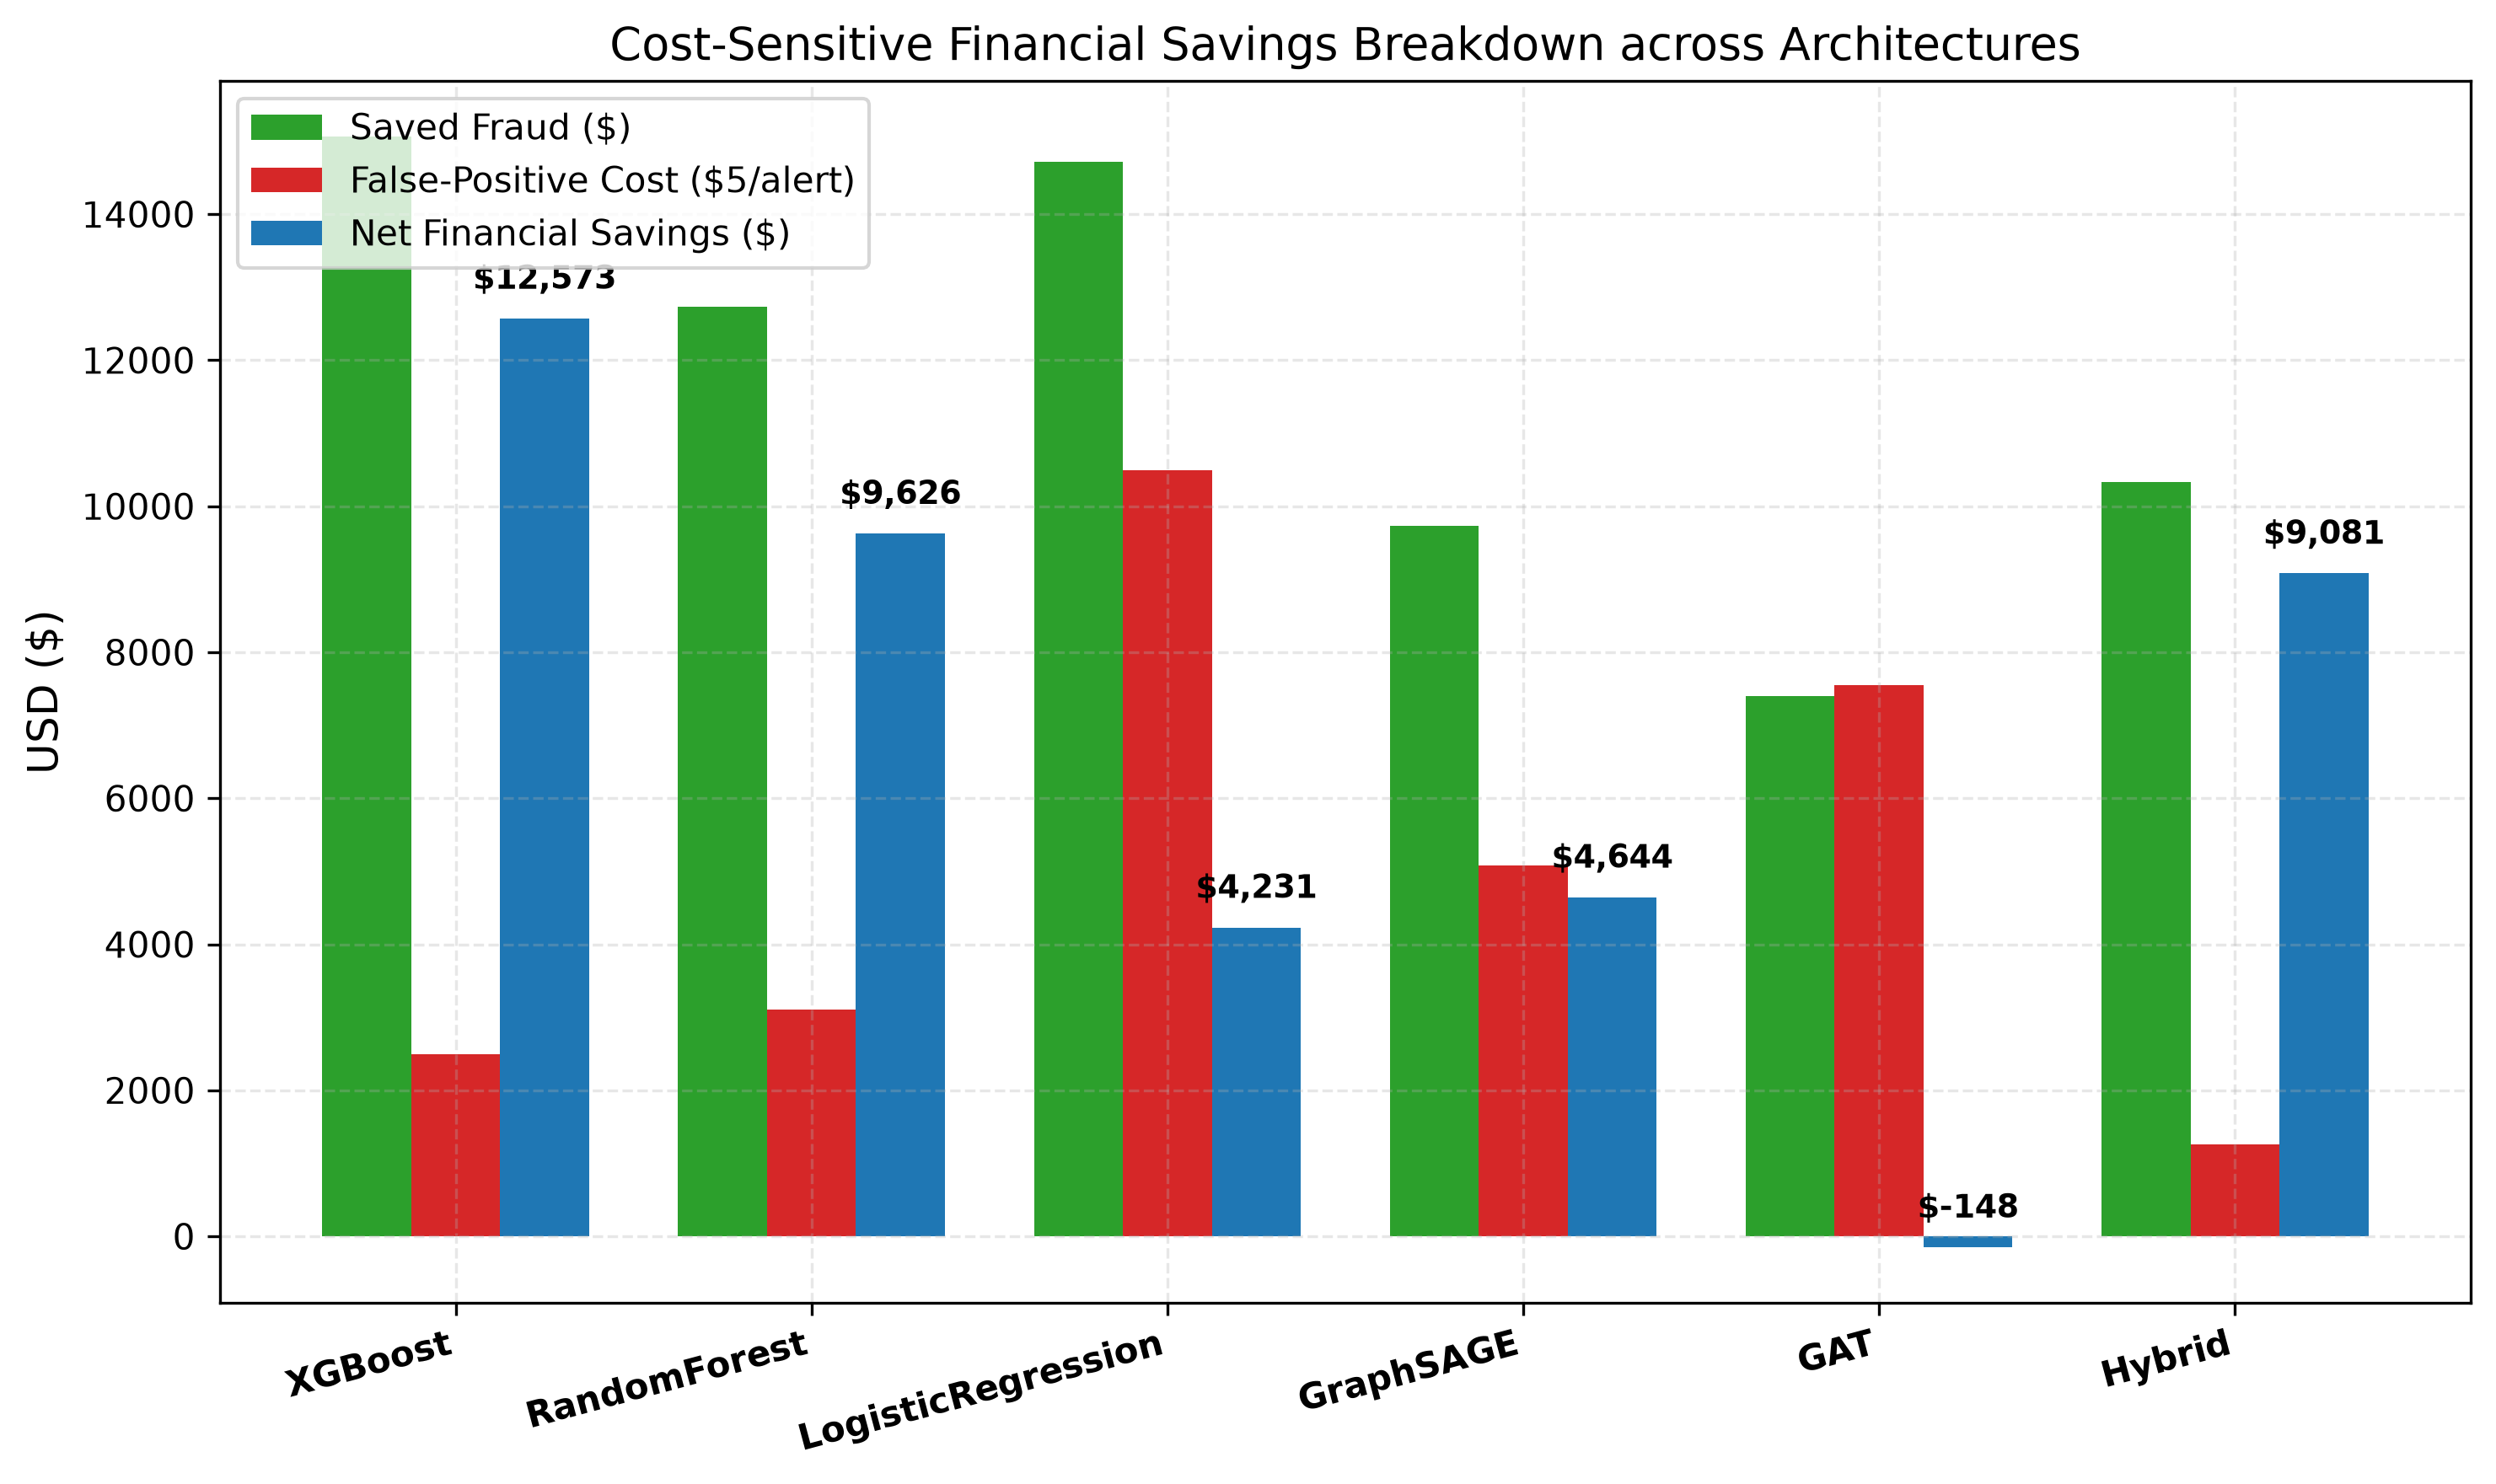 Cost-Sensitive Financial Savings Breakdown across Architectures
Saved Fraud ($)
False-Positive Cost ($5/alert)
Net Financial Savings ($)
USD ($)
14000
12000
10000
8000
6000
4000
2000
0
$12,573
$9,626
$4,231
$4,644
$-148
$9,081
XGBoost
RandomForest
LogisticRegression
GraphSAGE
GAT
Hybrid